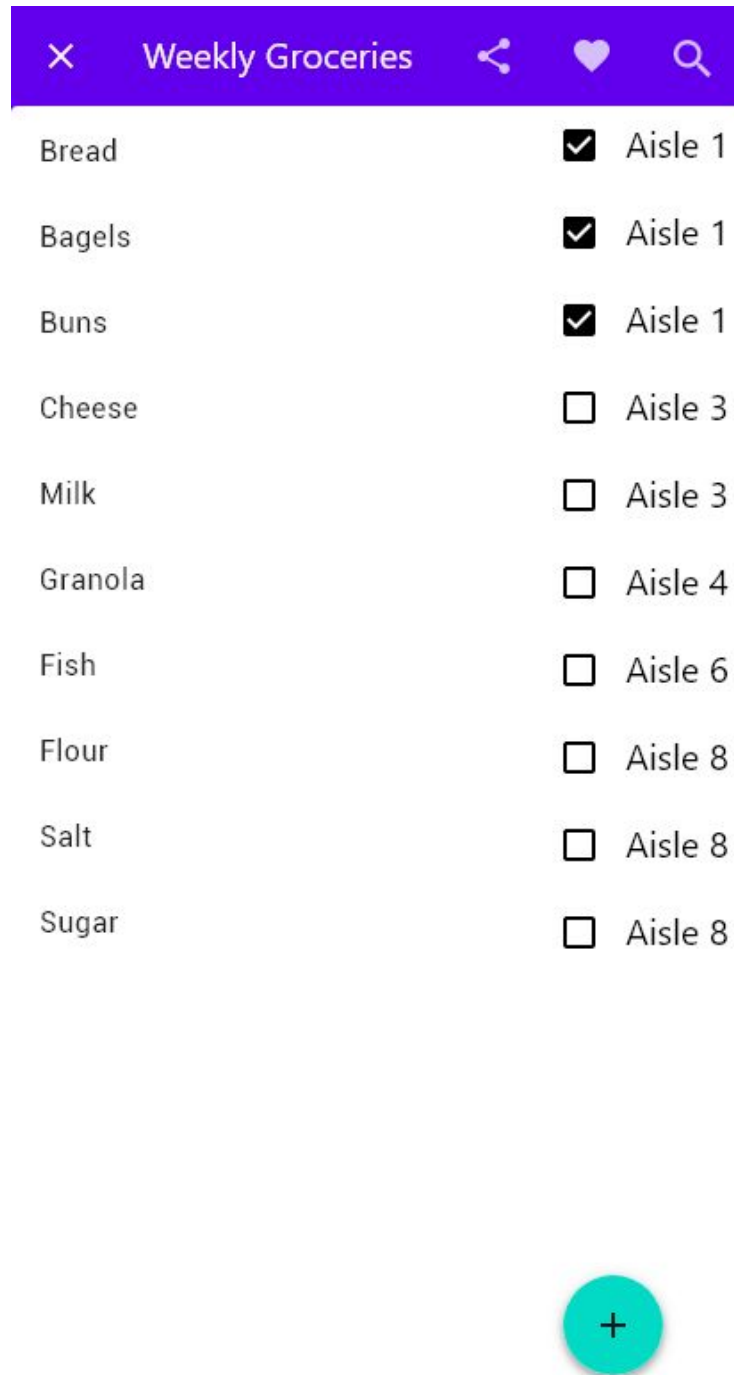 Weekly Groceries
Bread Aisle 1
Bagels Aisle 1
Buns Aisle 1
Cheese Aisle 3
Milk Aisle 3
Granola Aisle 4
Fish Aisle 6
Flour Aisle 8
Salt Aisle 8
Sugar Aisle 8